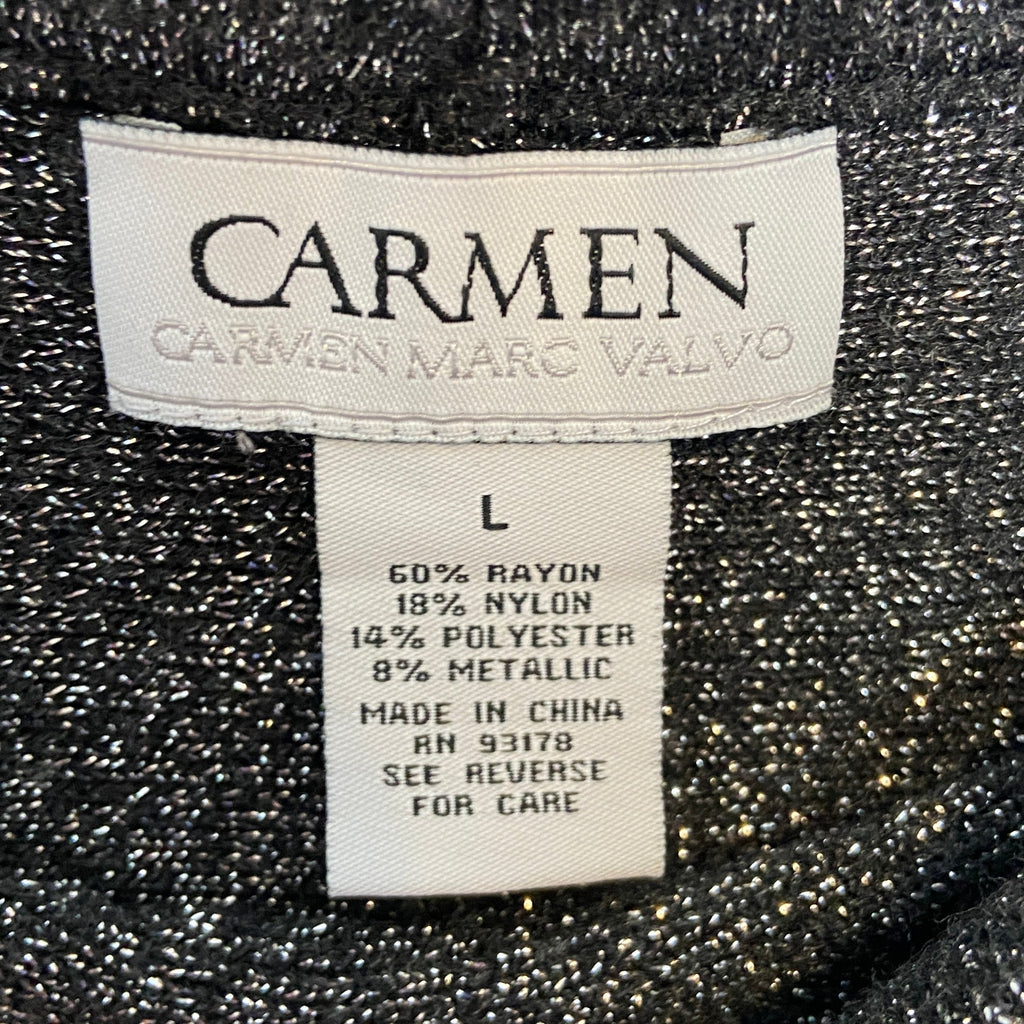 CARMEN
CARMEN MARC VALVO
L
60% RAYON
18% NYLON
14% POLYESTER
8% METALLIC
MADE IN CHINA
RN 93178
SEE REVERSE
FOR CARE